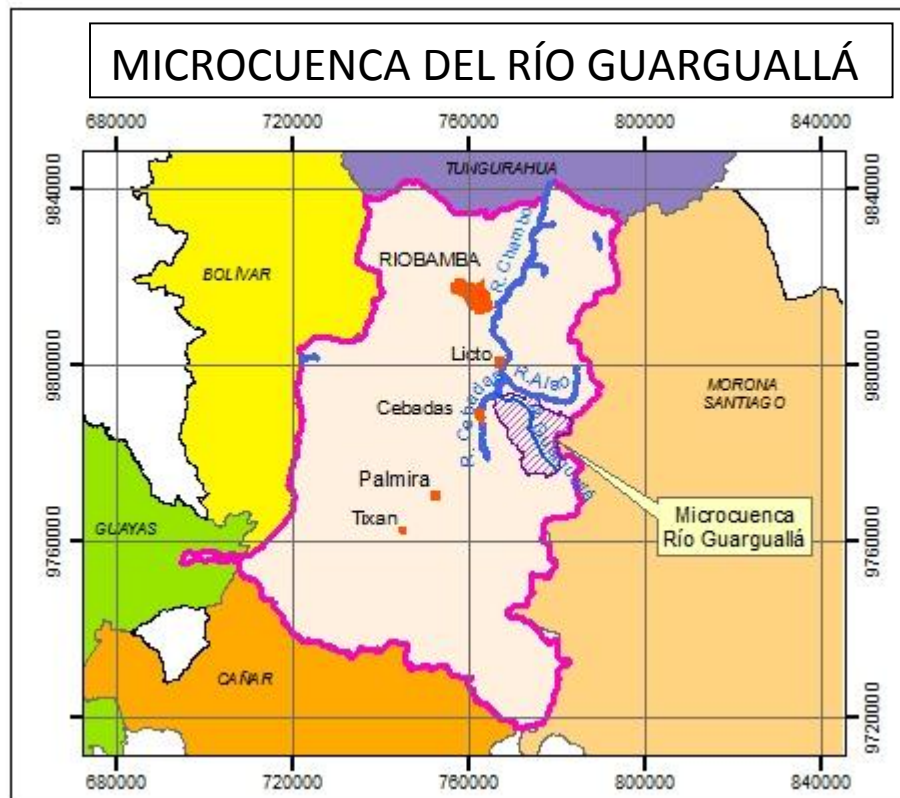 MICROCUENCA DEL RÍO GUARGUALLÁ
680000 720000 760000 800000 840000
9840000 9840000
TUNGURAHUA
R. Chambo
RIOBAMBA
BOLÍVAR
9800000 9800000
Licto
R.Alao
MORONA
SANTIAGO
Cebadas
R. Cebadas
Palmira
Tixan
Microcuenca
Río Guarguallá
GUAYAS
9760000 9760000
CAÑAR
9720000 9720000
680000 720000 760000 800000 840000